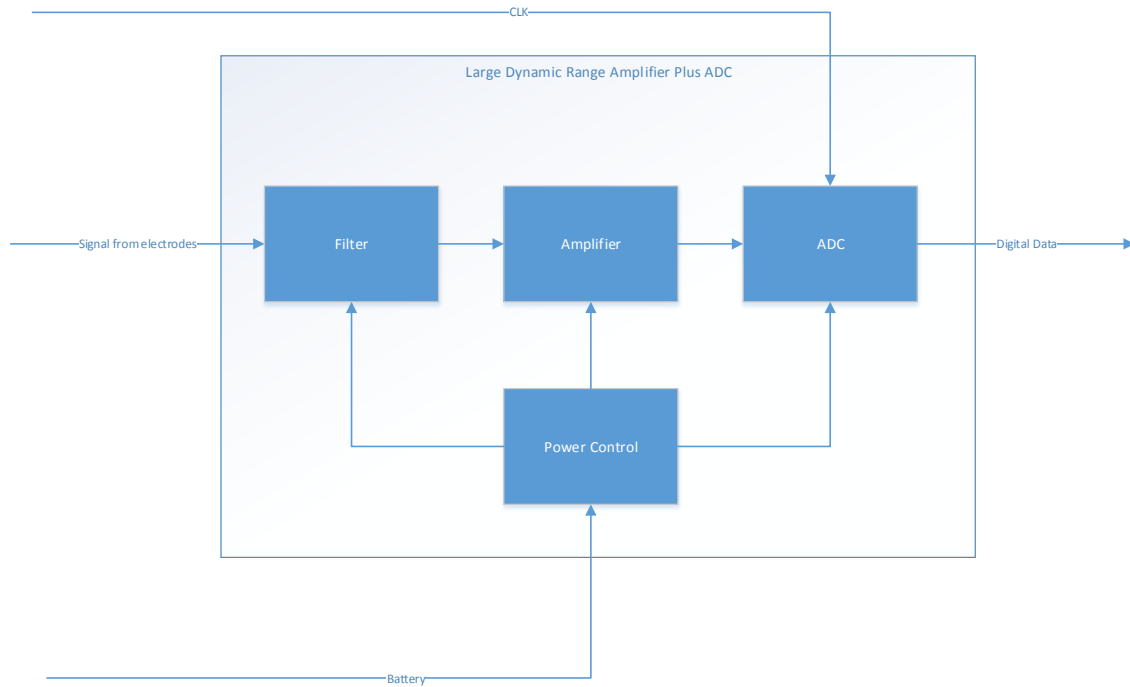 CLK
Large Dynamic Range Amplifier Plus ADC
Signal from electrodes
Filter
Amplifier
ADC
Digital Data
Power Control
Battery